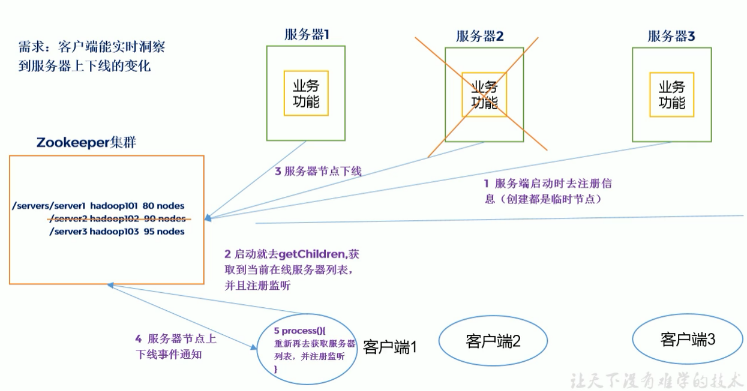 需求：客户端能实时洞察
到服务器上下线的变化
服务器1
服务器2
服务器3
业务
功能
业务
功能
业务
功能
Zookeeper集群
/servers/server1 hadoop101 80 nodes
/server2 hadoop102 90 nodes
/server3 hadoop103 95 nodes
3 服务器节点下线
1 服务端启动时去注册信
息（创建都是临时节点）
2 启动就去getChildren,获
取到当前在线服务器列表，
并且注册监听
4 服务器节点上
下线事件通知
5 process(){
重新再去获取服务器
列表，并注册监听
}
客户端1
客户端2
客户端3
让天下没有难学的技术